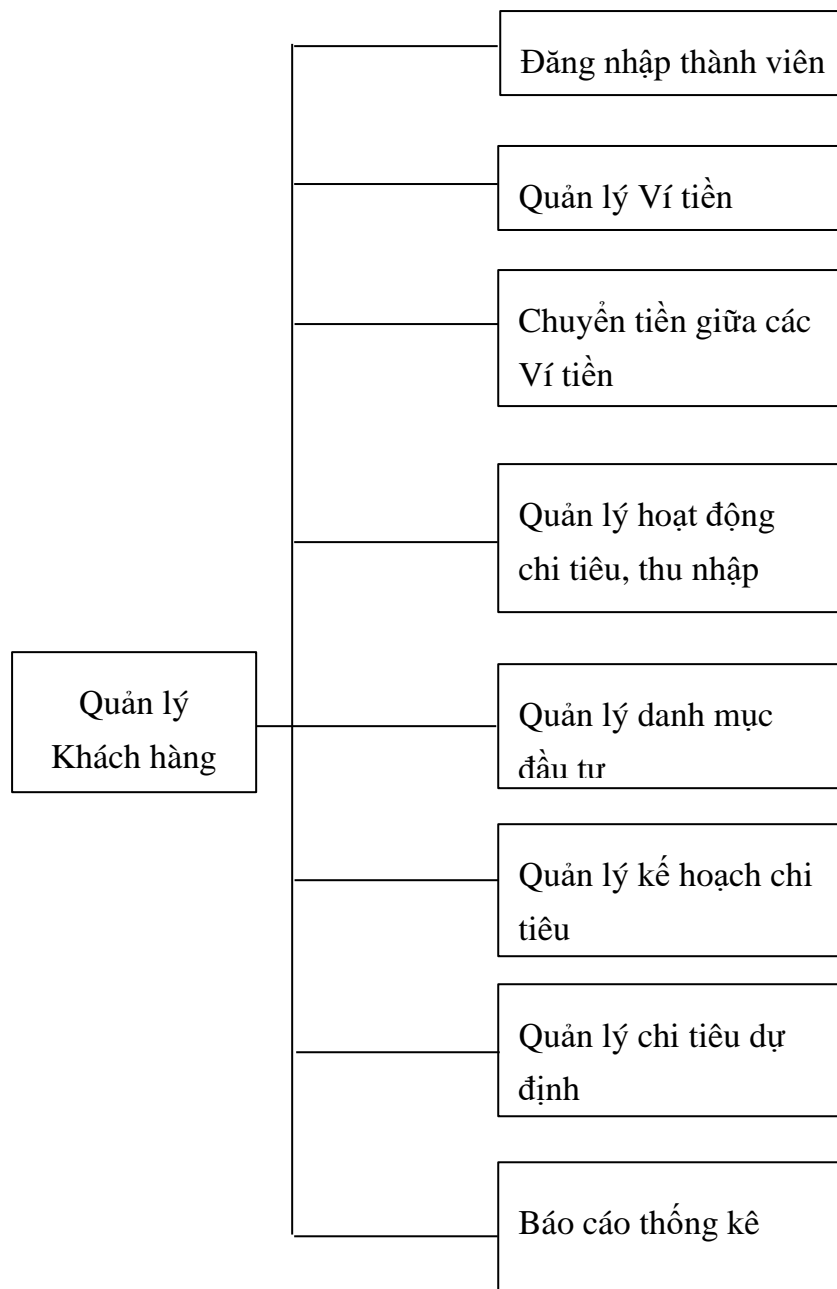 Đăng nhập thành viên
Quản lý Ví tiền
Chuyển tiền giữa các
Ví tiền
Quản lý hoạt động
chi tiêu, thu nhập
Quản lý
Khách hàng
Quản lý danh mục
đầu tư
Quản lý kế hoạch chi
tiêu
Quản lý chi tiêu dự
định
Báo cáo thống kê